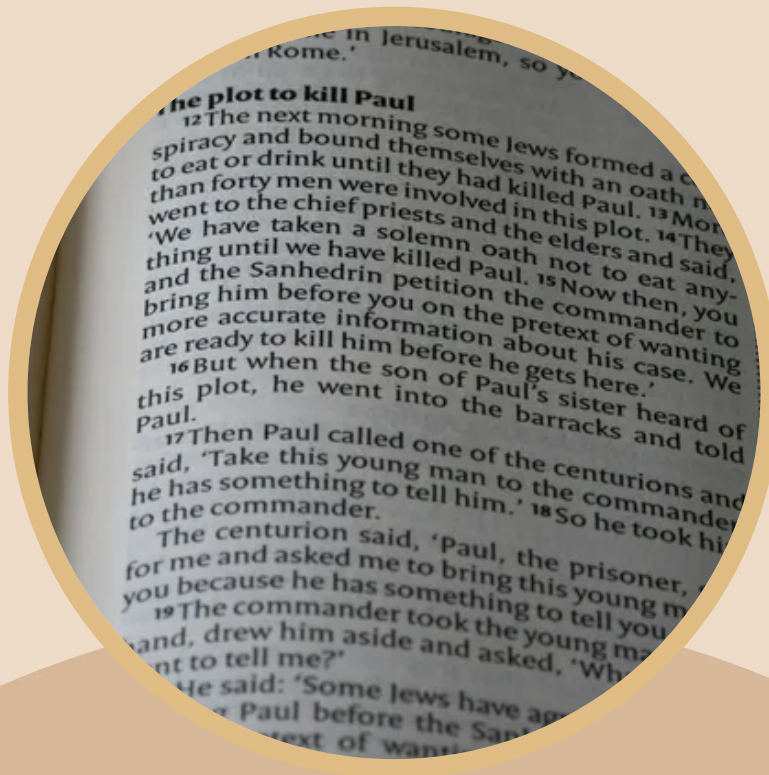 in Jerusalem, so
Rome.'
The plot to kill Paul
12 The next morning some Jews formed a
spiracy and bound themselves with an oath
to eat or drink until they had killed Paul. 13 Mor
than forty men were involved in this plot. 14 They
went to the chief priests and the elders and said,
'We have taken a solemn oath not to eat any-
thing until we have killed Paul. 15 Now then, you
and the Sanhedrin petition the commander to
bring him before you on the pretext of wanting
more accurate information about his case. We
are ready to kill him before he gets here.'
16 But when the son of Paul's sister heard of
this plot, he went into the barracks and told
Paul.
17 Then Paul called one of the centurions and
said, 'Take this young man to the commander
he has something to tell him.' 18 So he took hi
to the commander.
The centurion said, 'Paul, the prisoner,
for me and asked me to bring this young m
you because he has something to tell you
19 The commander took the young ma
hand, drew him aside and asked, 'Wh
nt to tell me?'
He said: 'Some Jews have ag
Paul before the San
text of wanti